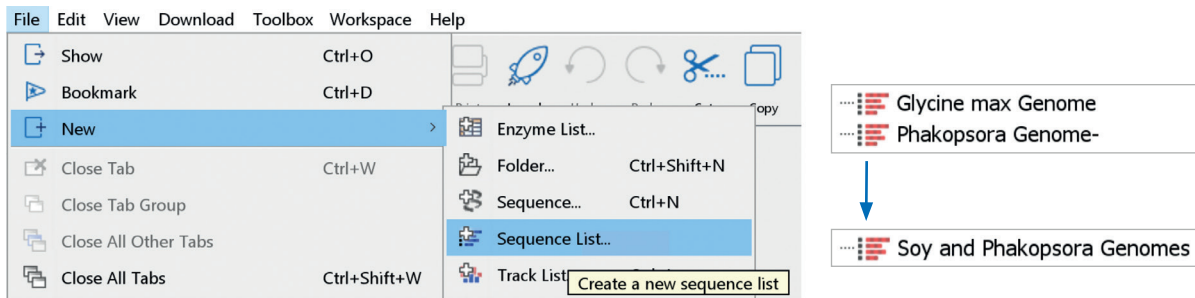 File Edit View Download Toolbox Workspace Help
Show Ctrl+O
Bookmark Ctrl+D
New >
Close Tab Ctrl+W
Close Tab Group
Close All Other Tabs
Close All Tabs Ctrl+Shift+W
Copy
Enzyme List...
Folder... Ctrl+Shift+N
Sequence... Ctrl+N
Sequence List...
Track List
Create a new sequence list
Glycine max Genome
Phakopsora Genome-
Soy and Phakopsora Genomes